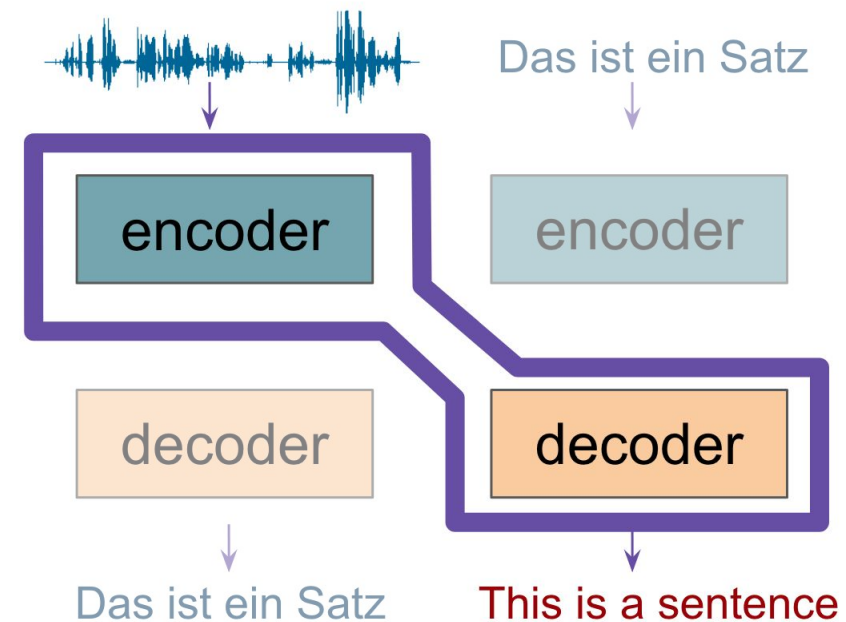 Das ist ein Satz
encoder
encoder
decoder
decoder
Das ist ein Satz
This is a sentence